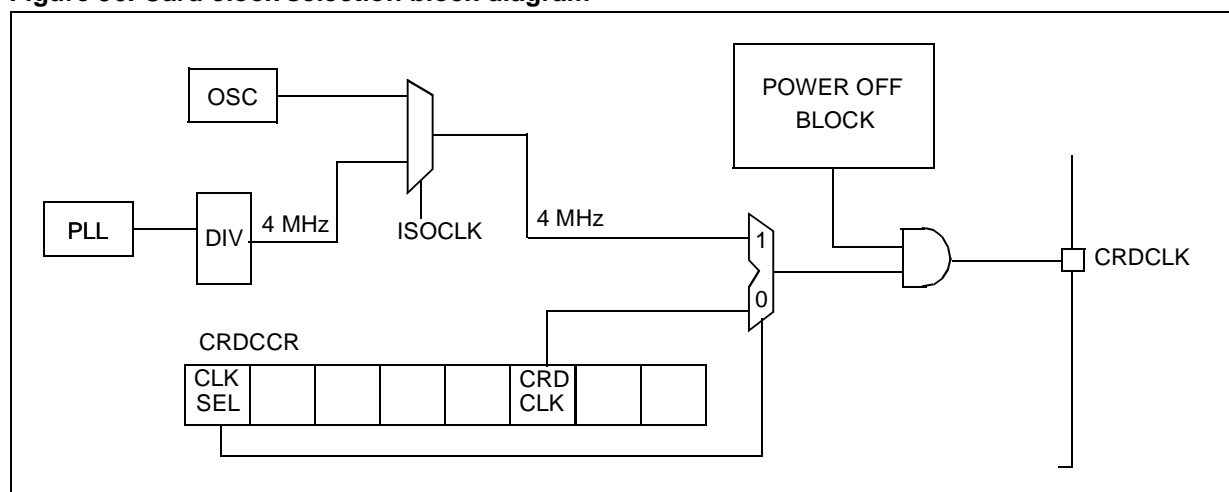 Figure 36. Card clock selection block diagram
OSC
POWER OFF
BLOCK
PLL
DIV
4 MHz
ISOCLK
4 MHz
1
0
CRDCLK
CRDCCR
CLK
SEL
CRD
CLK